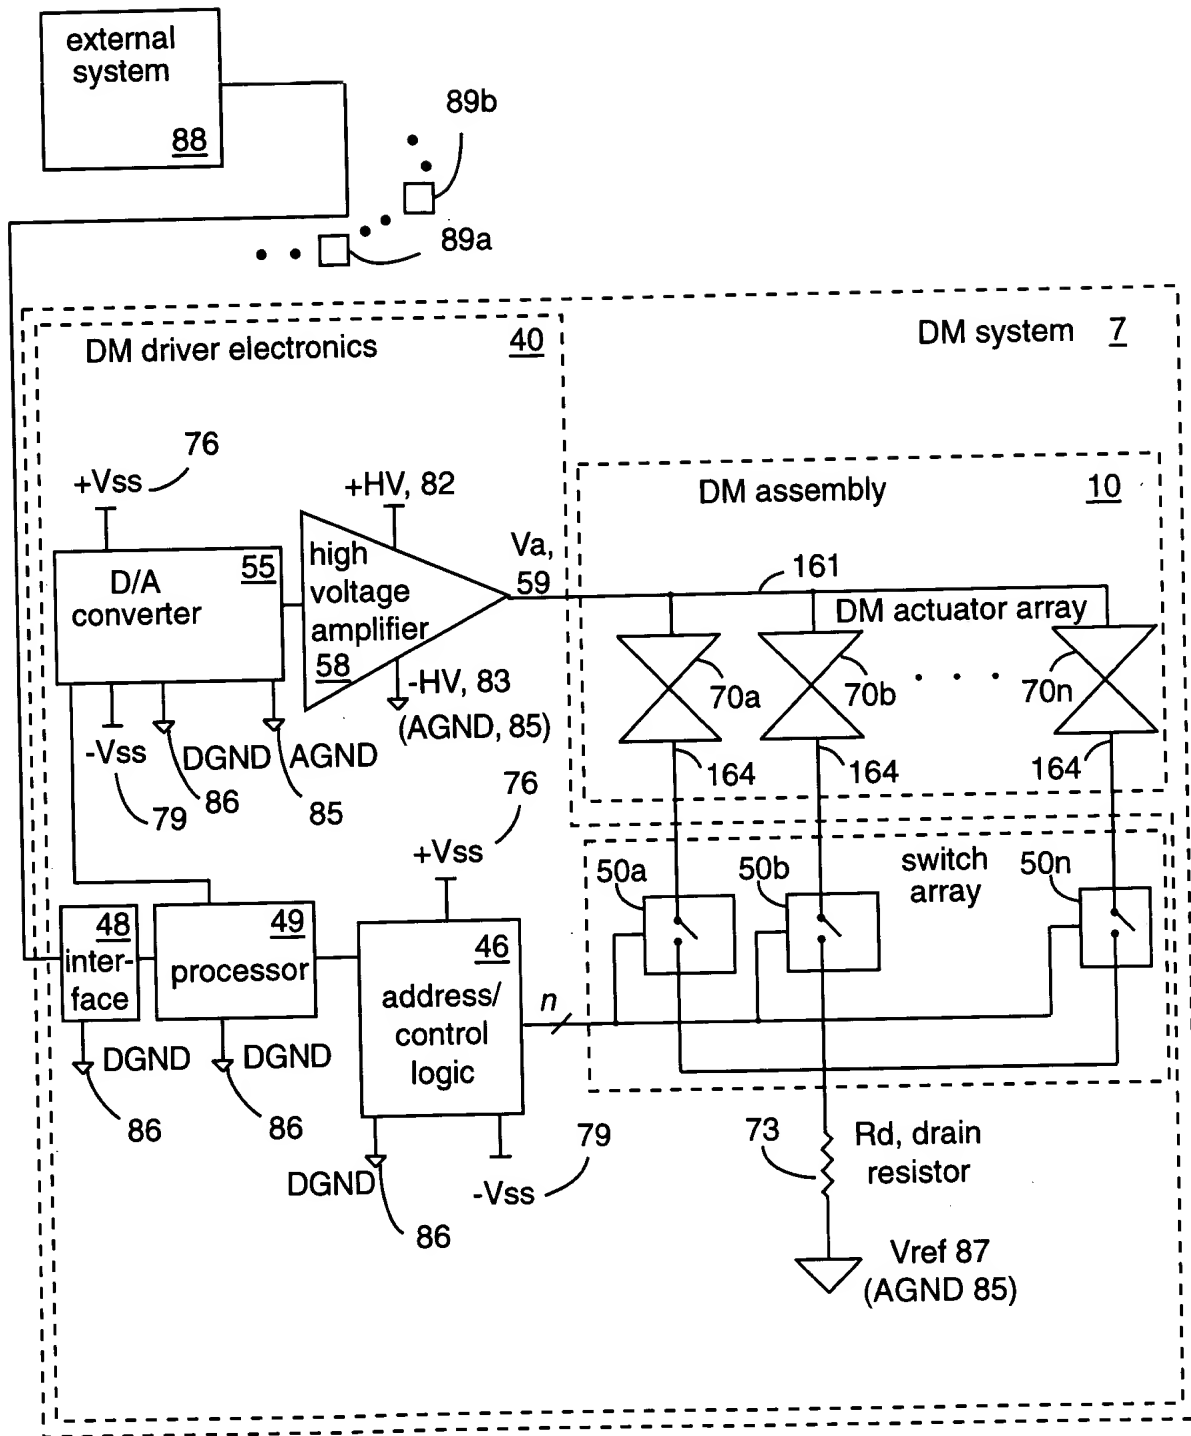 external
system
88
89b
89a
DM driver electronics
40
DM system 7
76
+Vss
+HV, 82
DM assembly
10
D/A
converter
55
high
voltage
amplifier
58
Va,
59
161
DM actuator array
70a
70b
70n
-HV, 83
(AGND, 85)
-Vss
DGND
AGND
79
86
85
164
164
164
76
+Vss
switch
array
50a
50b
50n
48
inter-
face
49
processor
46
address/
control
logic
n
DGND
DGND
86
86
DGND
86
-Vss
79
73
Rd, drain
resistor
Vref 87
(AGND 85)